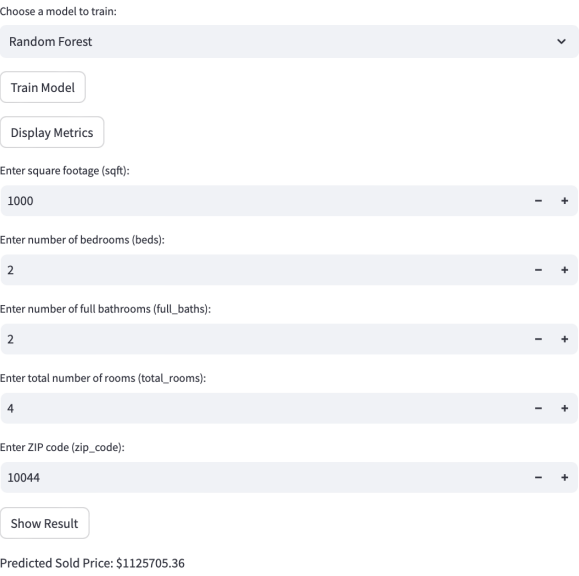 Choose a model to train:
Random Forest
Train Model
Display Metrics
Enter square footage (sqft):
1000
Enter number of bedrooms (beds):
2
Enter number of full bathrooms (full_baths):
2
Enter total number of rooms (total_rooms):
4
Enter ZIP code (zip_code):
10044
Show Result
Predicted Sold Price: $1125705.36